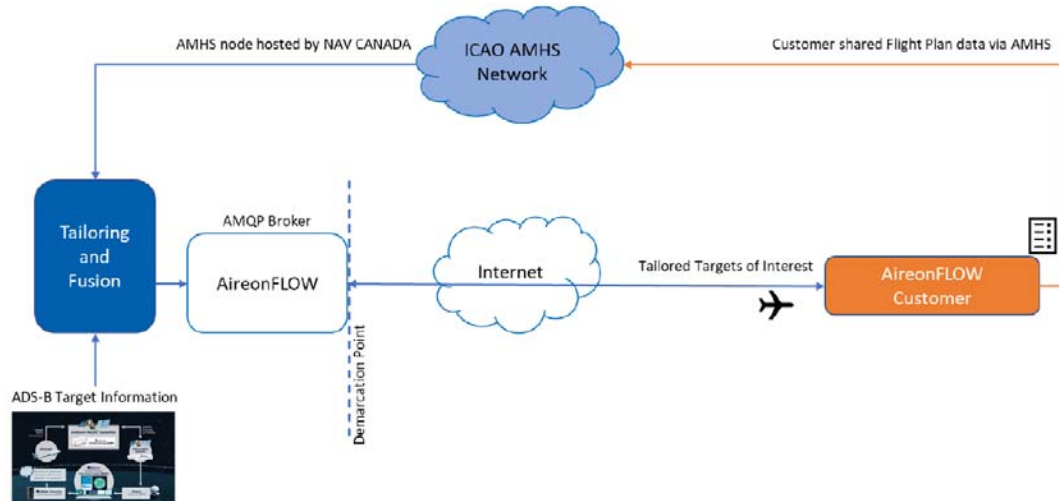 AMHS node hosted by NAV CANADA
ICAO AMHS
Network
Customer shared Flight Plan data via AMHS
Tailoring
and
Fusion
AMQP Broker
AireonFLOW
Demarcation Point
Internet
Tailored Targets of Interest
AireonFLOW
Customer
ADS-B Target Information